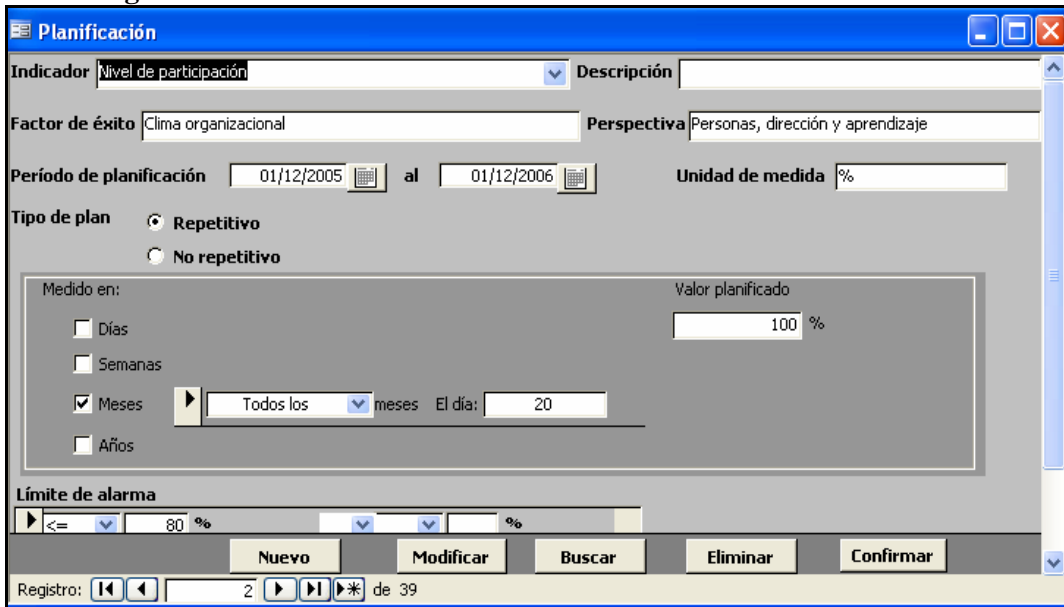 Planificación
Indicador Nivel de participación Descripción
Factor de éxito Clima organizacional Perspectiva Personas, dirección y aprendizaje
Período de planificación 01/12/2005 al 01/12/2006 Unidad de medida %
Tipo de plan Repetitivo
No repetitivo
Medido en: Valor planificado
Días 100 %
Semanas
Meses Todos los meses El día: 20
Años
Límite de alarma
<= 80 % %
Nuevo Modificar Buscar Eliminar Confirmar
Registro: 2 de 39